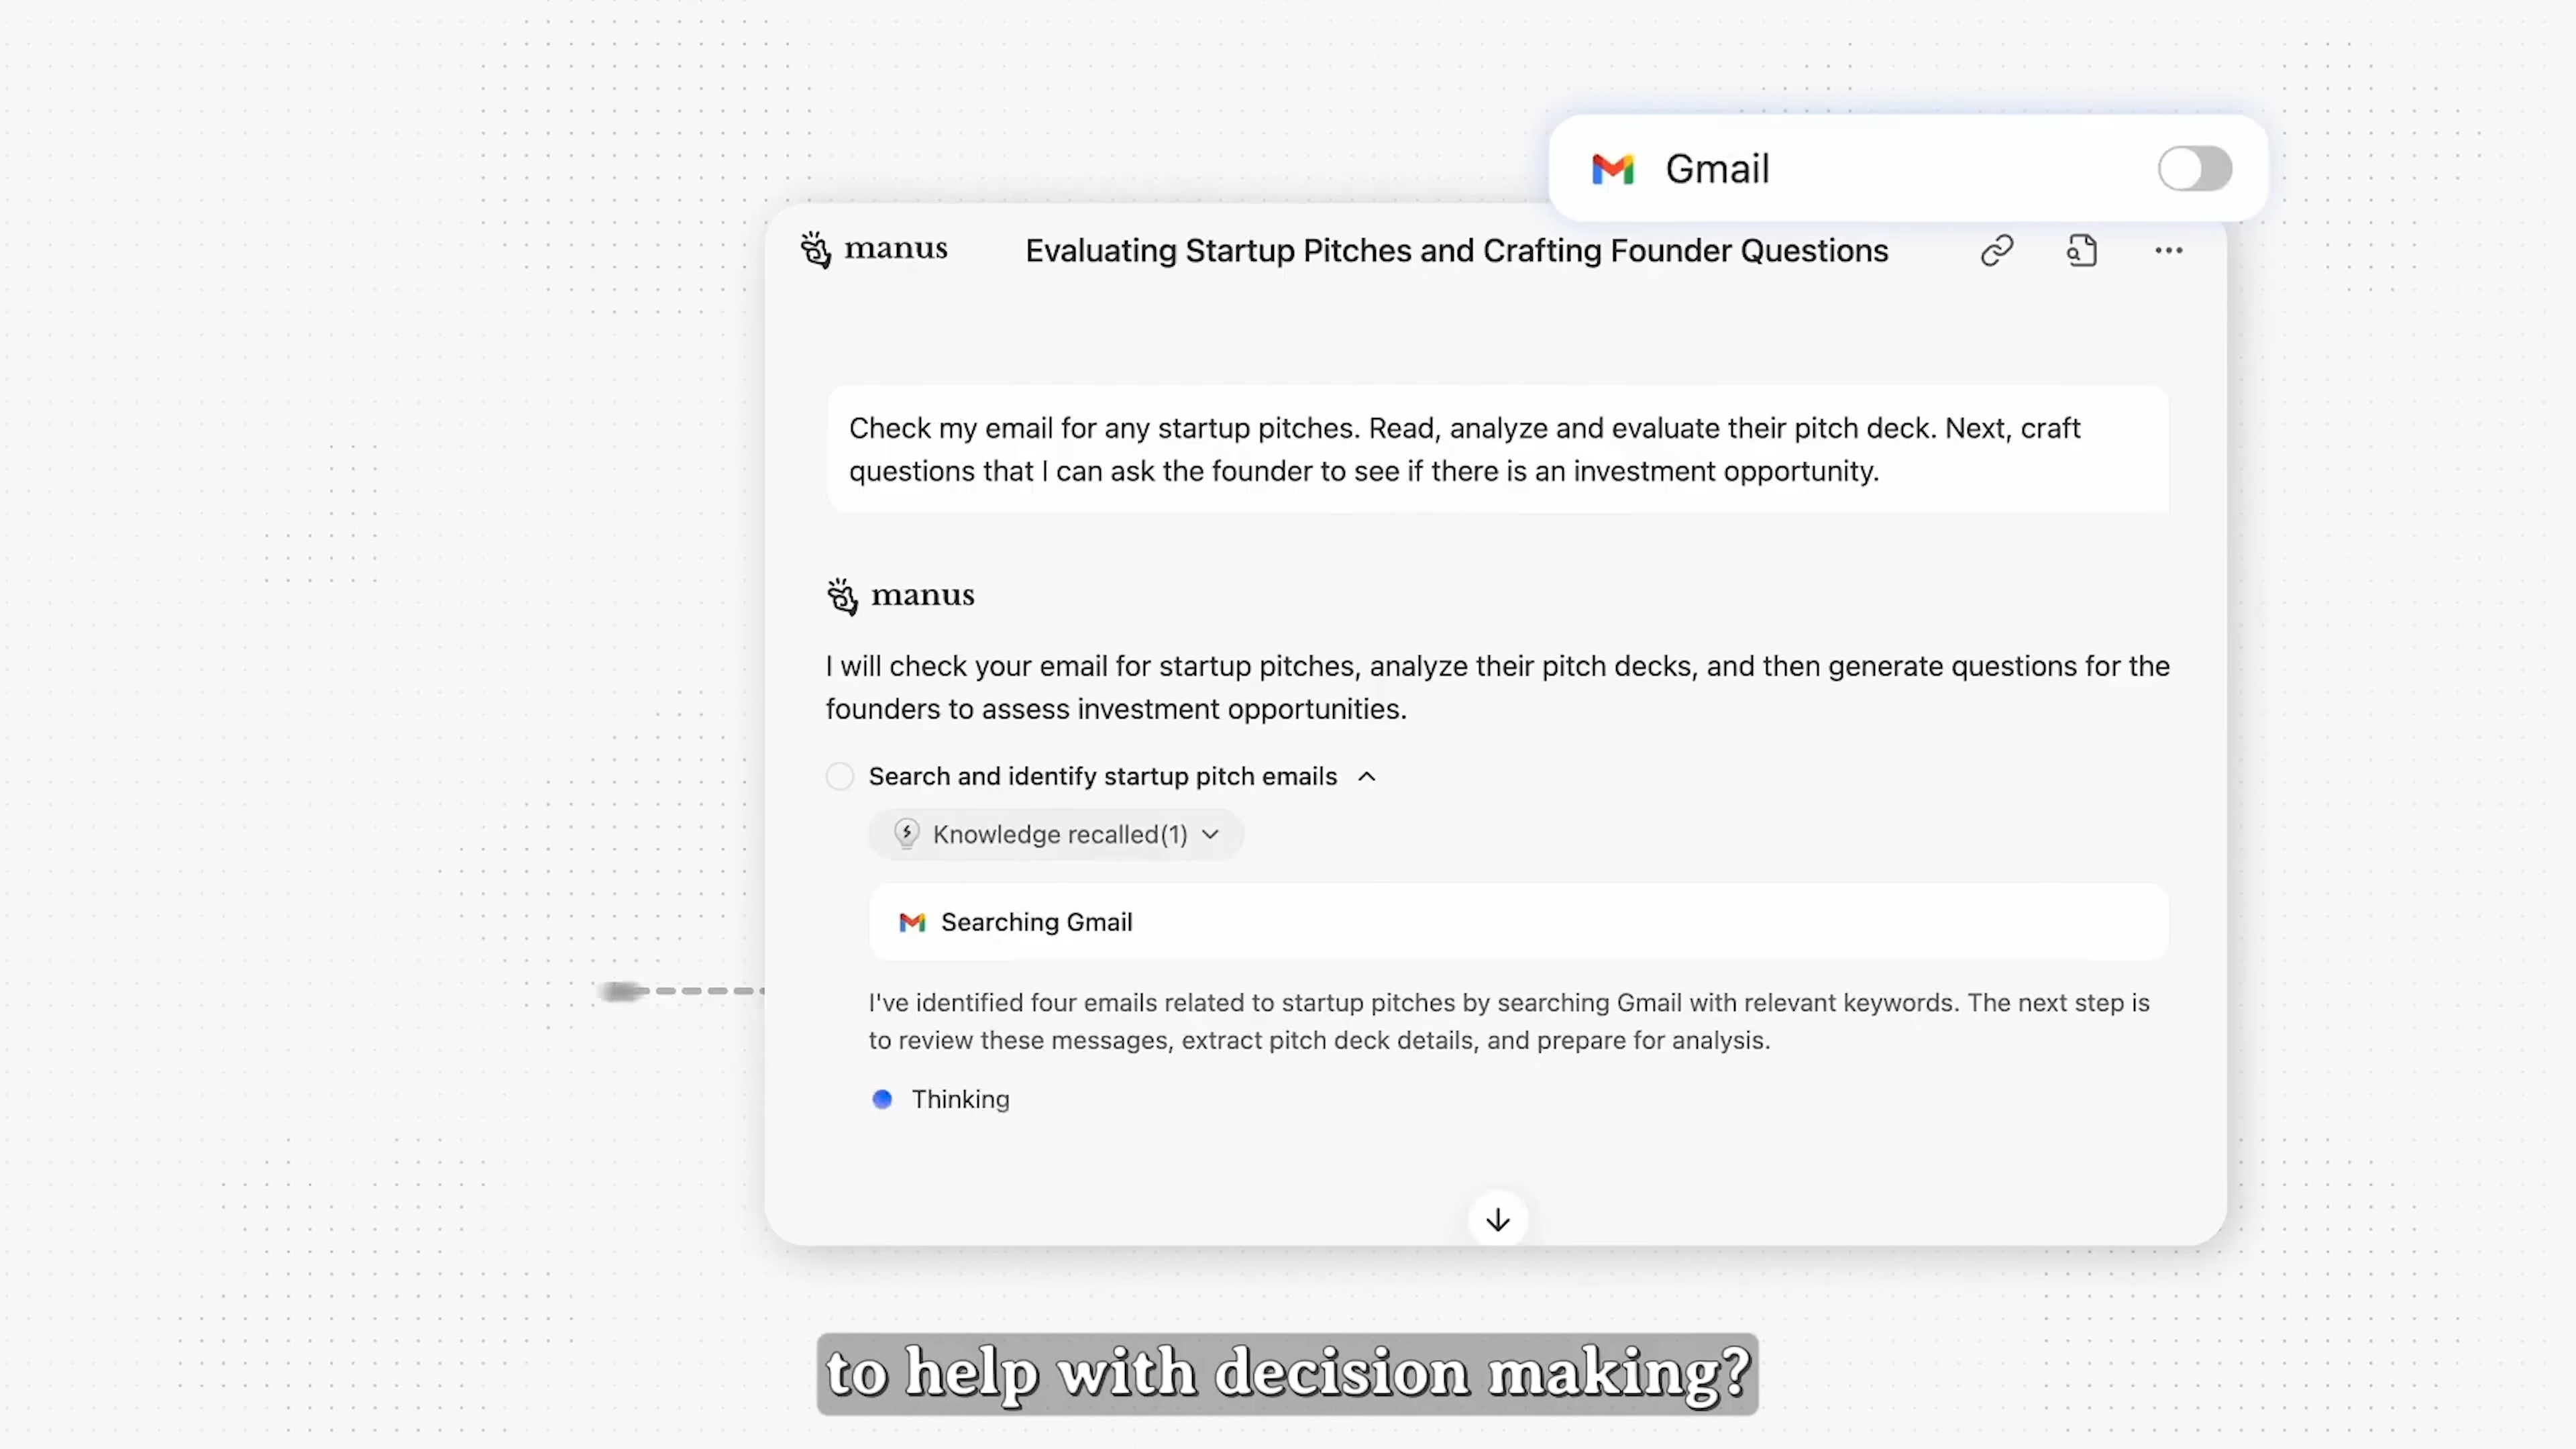 Gmail
manus
Evaluating Startup Pitches and Crafting Founder Questions
Check my email for any startup pitches. Read, analyze and evaluate their pitch deck. Next, craft
questions that I can ask the founder to see if there is an investment opportunity.
manus
I will check your email for startup pitches, analyze their pitch decks, and then generate questions for the
founders to assess investment opportunities.
Search and identify startup pitch emails
Knowledge recalled(1)
Searching Gmail
I've identified four emails related to startup pitches by searching Gmail with relevant keywords. The next step is
to review these messages, extract pitch deck details, and prepare for analysis.
Thinking
to help with decision making?